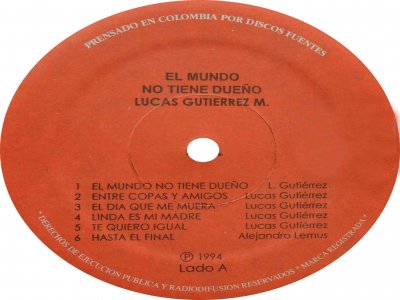 PRENSADO EN COLOMBIA POR DISCOS FUENTES
EL MUNDO
NO TIENE DUEÑO
LUCAS GUTIERREZ M.
1 EL MUNDO NO TIENE DUEÑO L. Gutiérrez
2 ENTRE COPAS Y AMIGOS Lucas Gutiérrez
3 EL DIA QUE ME MUERA Lucas Gutiérrez
4 LINDA ES MI MADRE Lucas Gutiérrez
5 TE QUIERO IGUAL Lucas Gutiérrez
6 HASTA EL FINAL Alejandro Lemus
℗ 1994
Lado A
* DERECHOS DE EJECUCION PUBLICA Y RADIODIFUSION RESERVADOS * MARCA REGISTRADA *